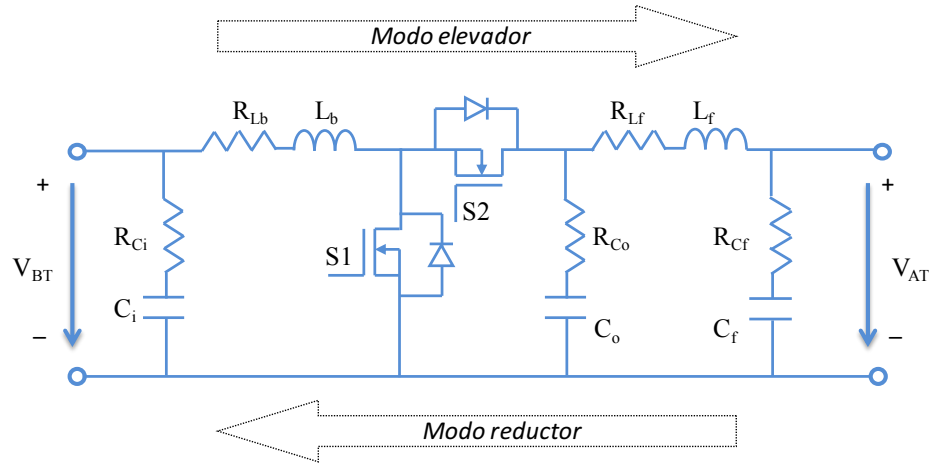 Modo elevador
R_Lb L_b R_Lf L_f
+ +
S2
R_Ci S1 R_Co R_Cf
V_BT V_AT
C_i C_o C_f
− −
Modo reductor